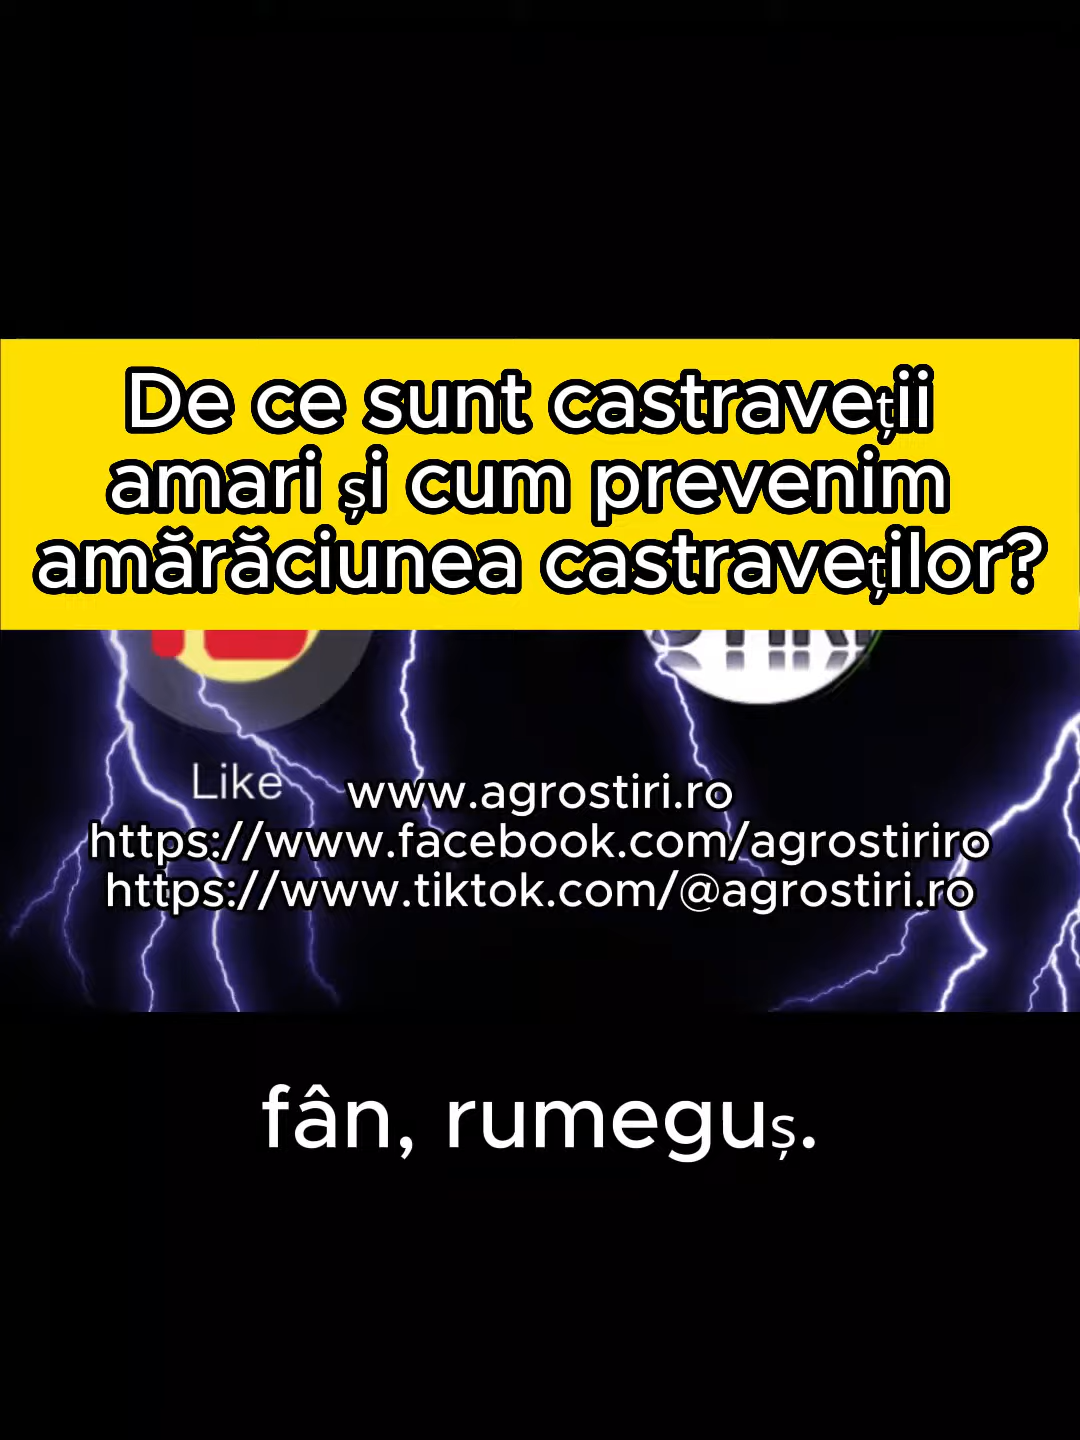 De ce sunt castraveții
amari și cum prevenim
amărăciunea castraveților?
Like
www.agrostiri.ro
https://www.facebook.com/agrostiriro
https://www.tiktok.com/@agrostiri.ro
fân, rumeguș.